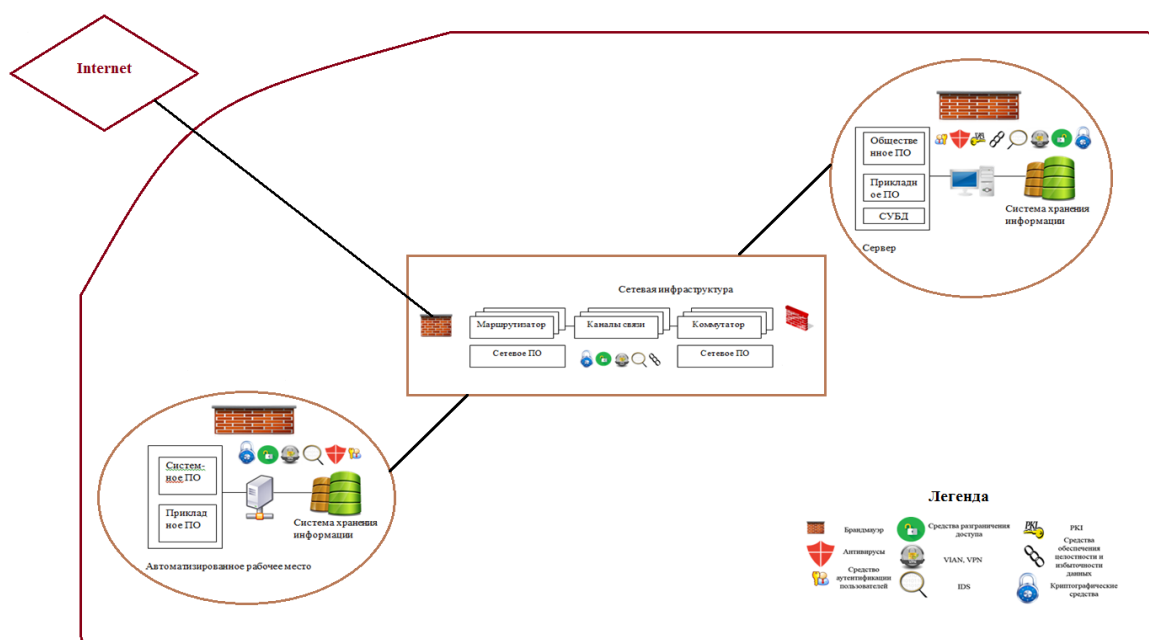 Internet
Обществе
нное ПО
Прикладн
ое ПО
СУБД
Сервер
Система хранения
информации
Сетевая инфраструктура
Маршрутизатор
Каналы связи
Коммутатор
Сетевое ПО
Сетевое ПО
Систем-
ное ПО
Приклад
ное ПО
Система хранения
информации
Автоматизированное рабочее место
Легенда
Брандмауэр
Средства разграничения
доступа
PKI
PKI
Антивирусы
VIAN, VPN
Средства
обеспечения
целостности и
избыточности
данных
Средство
аутентификации
пользователей
IDS
Криптографические
средства